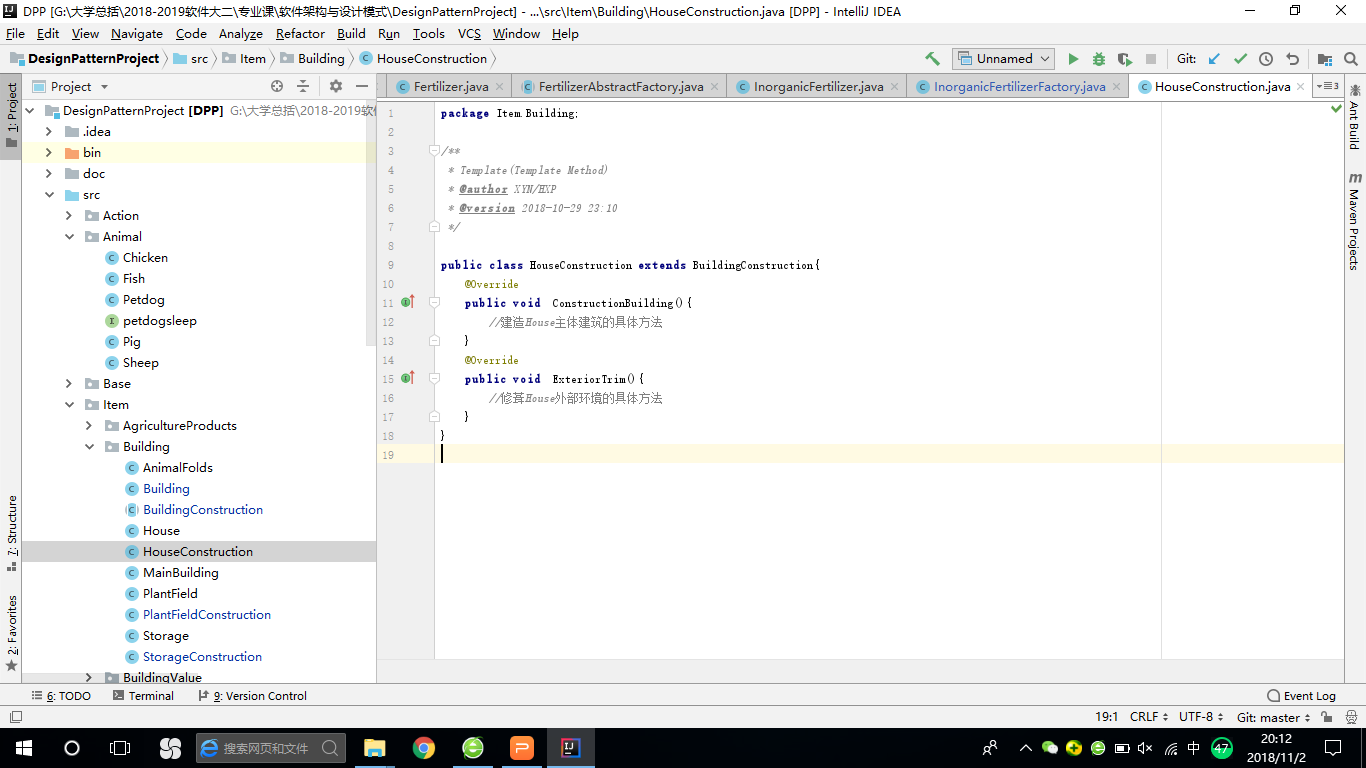 DPP [G:\大学总括\2018-2019软件大二\专业课\软件架构与设计模式\DesignPatternProject] - ...\src\Item\Building\HouseConstruction.java [DPP] - IntelliJ IDEA
File Edit View Navigate Code Analyze Refactor Build Run Tools VCS Window Help
DesignPatternProject src Item Building HouseConstruction Unnamed Git:
Project Fertilizer.java FertilizerAbstractFactory.java InorganicFertilizer.java InorganicFertilizerFactory.java HouseConstruction.java 3
1: Project
7: Structure
2: Favorites
DesignPatternProject [DPP] G:\大学总括\2018-2019软
.idea
bin
doc
src
Action
Animal
Chicken
Fish
Petdog
petdogsleep
Pig
Sheep
Base
Item
AgricultureProducts
Building
AnimalFolds
Building
BuildingConstruction
House
HouseConstruction
MainBuilding
PlantField
PlantFieldConstruction
Storage
StorageConstruction
BuildingValue
1 package Item.Building;
2
3 /**
4 * Template(Template Method)
5 * @author XYN/HXP
6 * @version 2018-10-29 23:10
7 */
8
9 public class HouseConstruction extends BuildingConstruction{
10 @Override
11 public void ConstructionBuilding(){
12 //建造House主体建筑的具体方法
13 }
14 @Override
15 public void ExteriorTrim(){
16 //修葺House外部环境的具体方法
17 }
18 }
19
Ant Build
Maven Projects
6: TODO Terminal 9: Version Control Event Log
19:1 CRLF UTF-8 Git: master
搜索网页和文件 中 47 20:12
2018/11/2